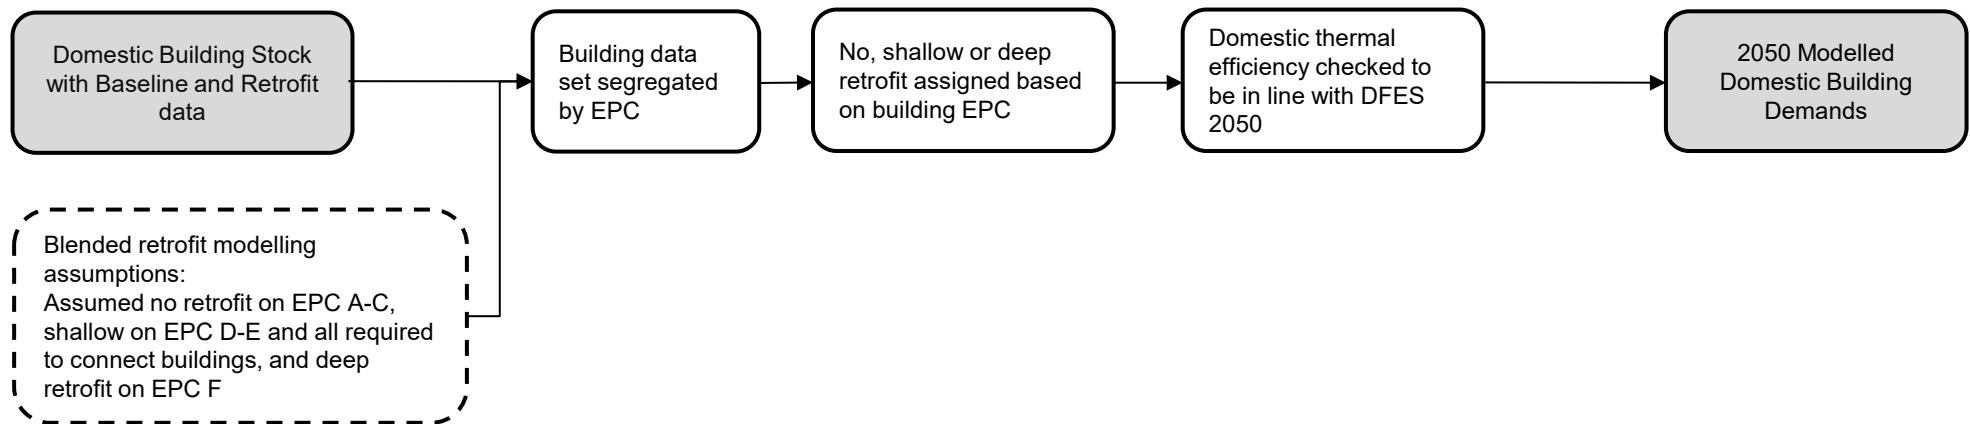 Domestic Building Stock
with Baseline and Retrofit
data
Building data
set segregated
by EPC
No, shallow or deep
retrofit assigned based
on building EPC
Domestic thermal
efficiency checked to
be in line with DFES
2050
2050 Modelled
Domestic Building
Demands
Blended retrofit modelling
assumptions:
Assumed no retrofit on EPC A-C,
shallow on EPC D-E and all required
to connect buildings, and deep
retrofit on EPC F